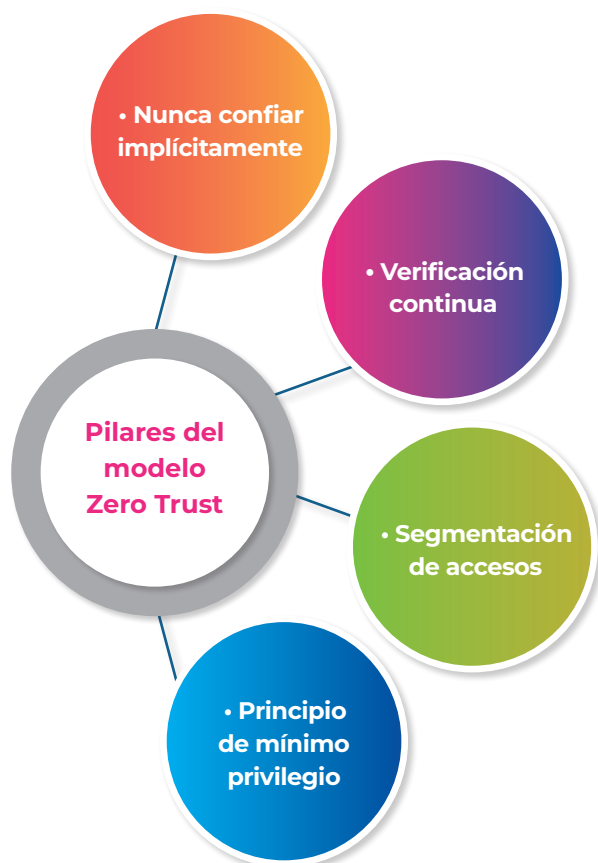 • Nunca confiar
implícitamente
• Verificación
continua
Pilares del
modelo
Zero Trust
• Segmentación
de accesos
• Principio
de mínimo
privilegio